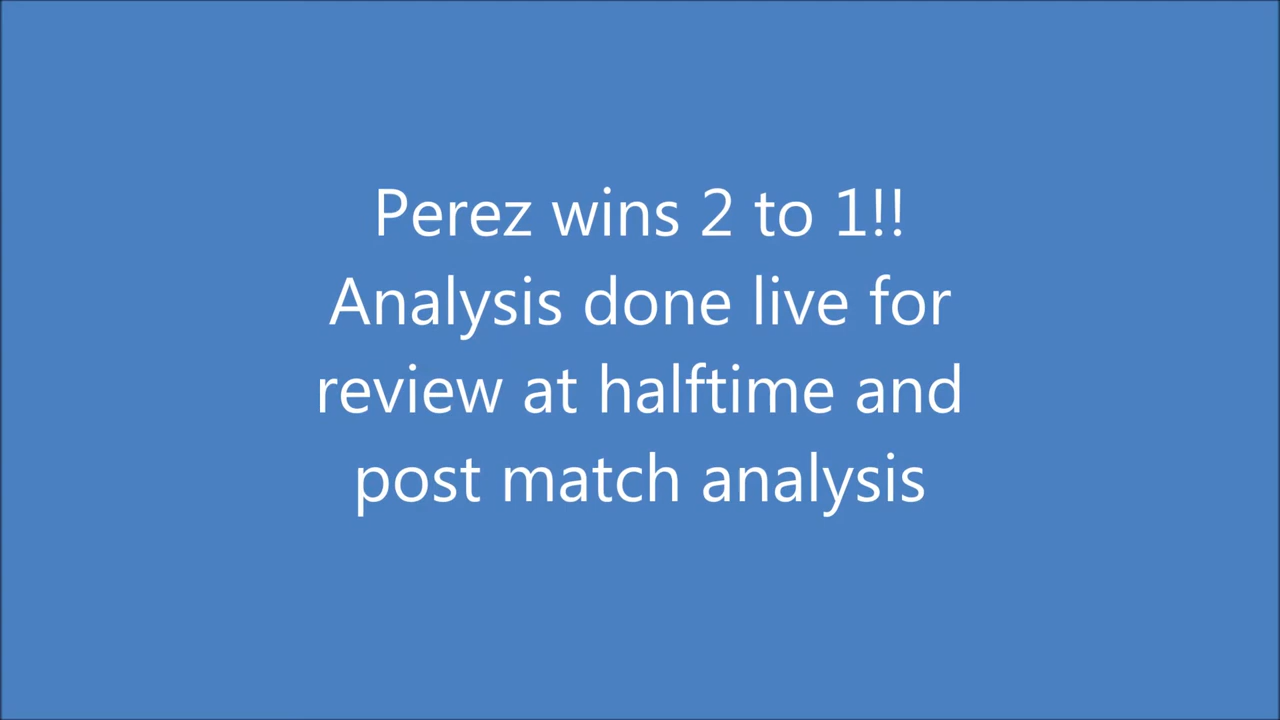 Perez wins 2 to 1!!
Analysis done live for
review at halftime and
post match analysis